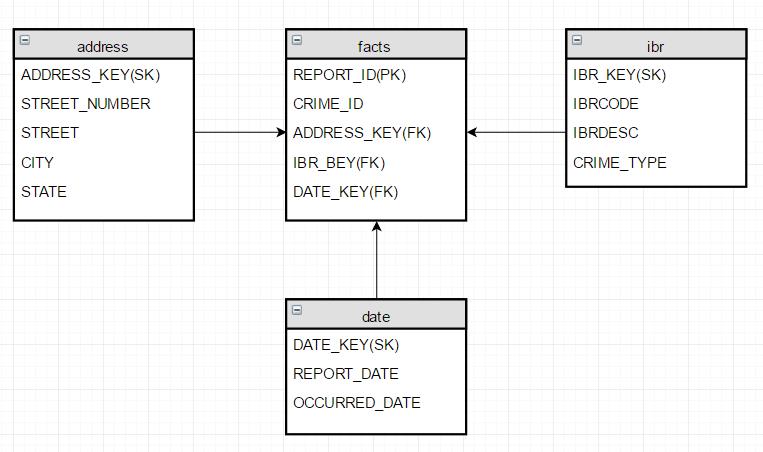 address
ADDRESS_KEY(SK)
STREET_NUMBER
STREET
CITY
STATE
facts
REPORT_ID(PK)
CRIME_ID
ADDRESS_KEY(FK)
IBR_BEY(FK)
DATE_KEY(FK)
ibr
IBR_KEY(SK)
IBRCODE
IBRDESC
CRIME_TYPE
date
DATE_KEY(SK)
REPORT_DATE
OCCURRED_DATE